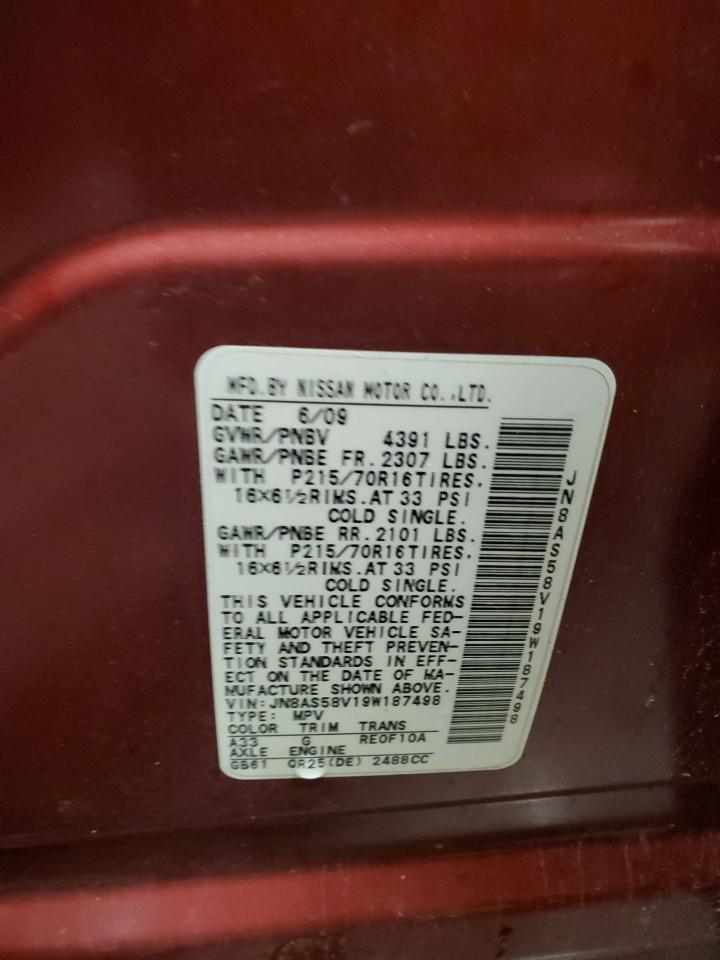 MFD.BY NISSAN MOTOR CO.,LTD.
DATE 6/09
GVWR/PNBV 4391 LBS.
GAWR/PNBE FR.2307 LBS.
WITH P215/70R16TIRES,
16×6½RIMS.AT 33 PSI
COLD SINGLE.
GAWR/PNBE RR.2101 LBS.
WITH P215/70R16TIRES,
16×6½RIMS.AT 33 PSI
COLD SINGLE.
THIS VEHICLE CONFORMS
TO ALL APPLICABLE FED-
ERAL MOTOR VEHICLE SA-
FETY AND THEFT PREVEN-
TION STANDARDS IN EFF-
ECT ON THE DATE OF MA-
NUFACTURE SHOWN ABOVE.
VIN:JN8AS58V19W187498
TYPE: MPV
COLOR TRIM TRANS
A33 G RE0F10A
AXLE ENGINE
GB61 QR25(DE) 2488CC
JN8AS58V19W187498